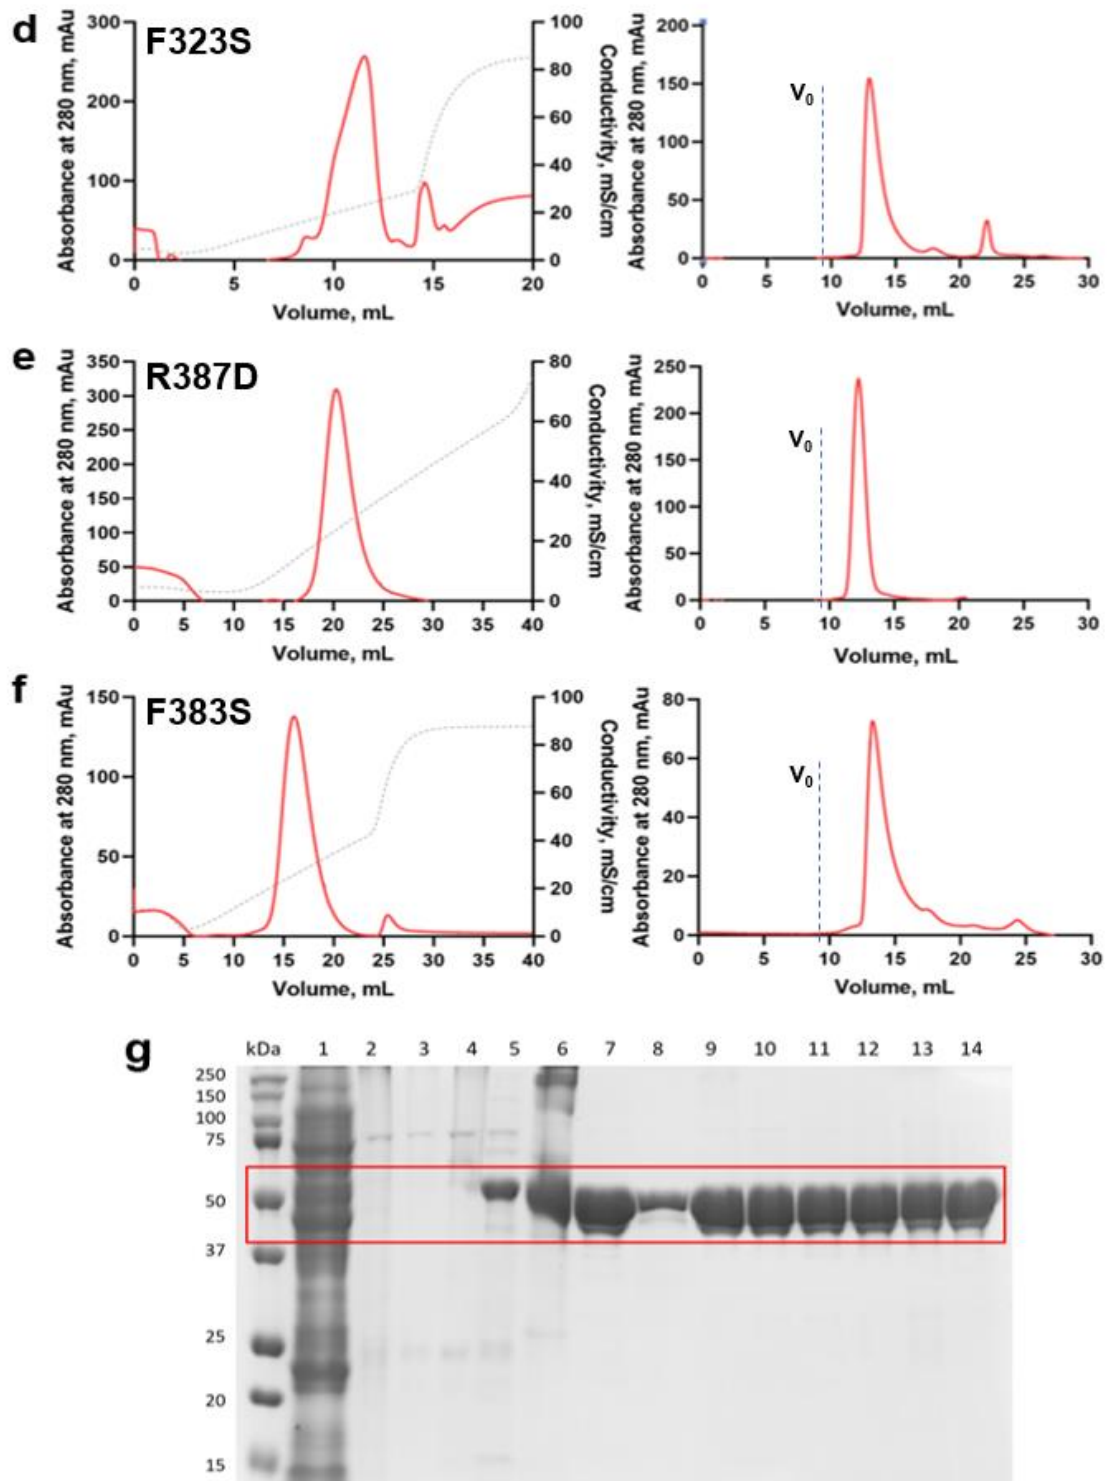 d
F323S
Absorbance at 280 nm, mAu
300
200
100
0
0 5 10 15 20
Volume, mL
100
80
60
40
20
0
Conductivity, mS/cm
Absorbance at 280 nm, mAu
200
150
100
50
0
V0
0 5 10 15 20 25 30
Volume, mL
e
R387D
Absorbance at 280 nm, mAu
350
300
250
200
150
100
50
0
0 5 10 15 20 25 30 35 40
Volume, mL
80
60
40
20
0
Conductivity, mS/cm
Absorbance at 280 nm, mAu
250
200
150
100
50
0
V0
0 5 10 15 20 25 30
Volume, mL
f
F383S
Absorbance at 280 nm, mAu
150
100
50
0
0 5 10 15 20 25 30 35 40
Volume, mL
100
80
60
40
20
0
Conductivity, mS/cm
Absorbance at 280 nm, mAu
80
60
40
20
0
V0
0 5 10 15 20 25 30
Volume, mL
g
kDa 1 2 3 4 5 6 7 8 9 10 11 12 13 14
250
150
100
75
50
37
25
20
15